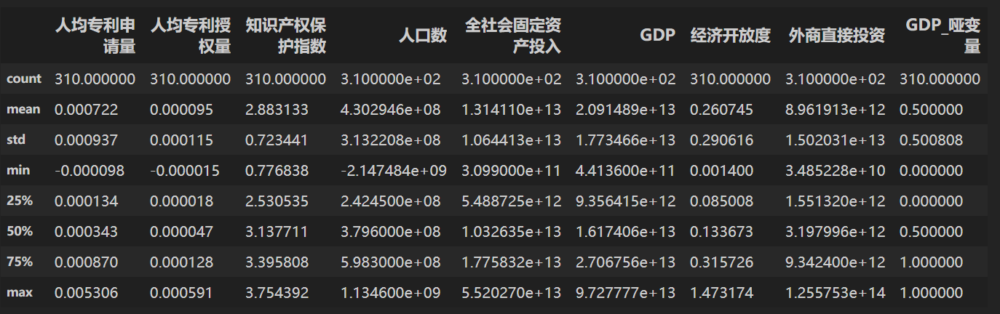 人均专利申请量 人均专利授权量 知识产权保护指数 人口数 全社会固定资产投入 GDP 经济开放度 外商直接投资 GDP_哑变量
count 310.000000 310.000000 310.000000 3.100000e+02 3.100000e+02 3.100000e+02 310.000000 3.100000e+02 310.000000
mean 0.000722 0.000095 2.883133 4.302946e+08 1.314110e+13 2.091489e+13 0.260745 8.961913e+12 0.500000
std 0.000937 0.000115 0.723441 3.132208e+08 1.064413e+13 1.773466e+13 0.290616 1.502031e+13 0.500808
min -0.000098 -0.000015 0.776838 -2.147484e+09 3.099000e+11 4.413600e+11 0.001400 3.485228e+10 0.000000
25% 0.000134 0.000018 2.530535 2.424500e+08 5.488725e+12 9.356415e+12 0.085008 1.551320e+12 0.000000
50% 0.000343 0.000047 3.137711 3.796000e+08 1.032635e+13 1.617406e+13 0.133673 3.197996e+12 0.500000
75% 0.000870 0.000128 3.395808 5.983000e+08 1.775832e+13 2.706756e+13 0.315726 9.342400e+12 1.000000
max 0.005306 0.000591 3.754392 1.134600e+09 5.520270e+13 9.727777e+13 1.473174 1.255753e+14 1.000000